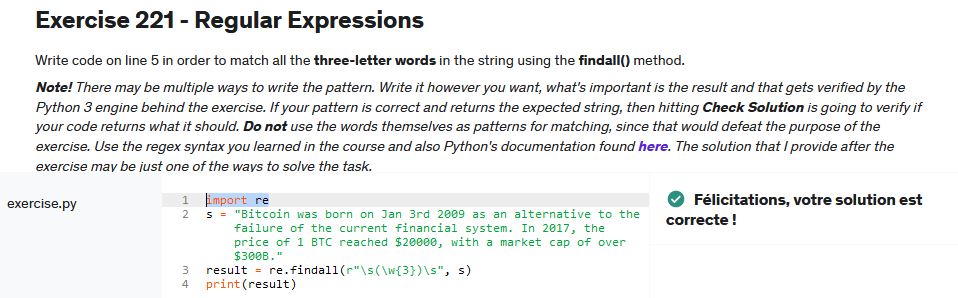 Exercise 221 - Regular Expressions
Write code on line 5 in order to match all the three-letter words in the string using the findall() method.
Note! There may be multiple ways to write the pattern. Write it however you want, what's important is the result and that gets verified by the
Python 3 engine behind the exercise. If your pattern is correct and returns the expected string, then hitting Check Solution is going to verify if
your code returns what it should. Do not use the words themselves as patterns for matching, since that would defeat the purpose of the
exercise. Use the regex syntax you learned in the course and also Python's documentation found here. The solution that I provide after the
exercise may be just one of the ways to solve the task.
exercise.py
1 import re
2 s = "Bitcoin was born on Jan 3rd 2009 as an alternative to the
failure of the current financial system. In 2017, the
price of 1 BTC reached $20000, with a market cap of over
$300B."
3 result = re.findall(r"\s(\w{3})\s", s)
4 print(result)
Félicitations, votre solution est
correcte !